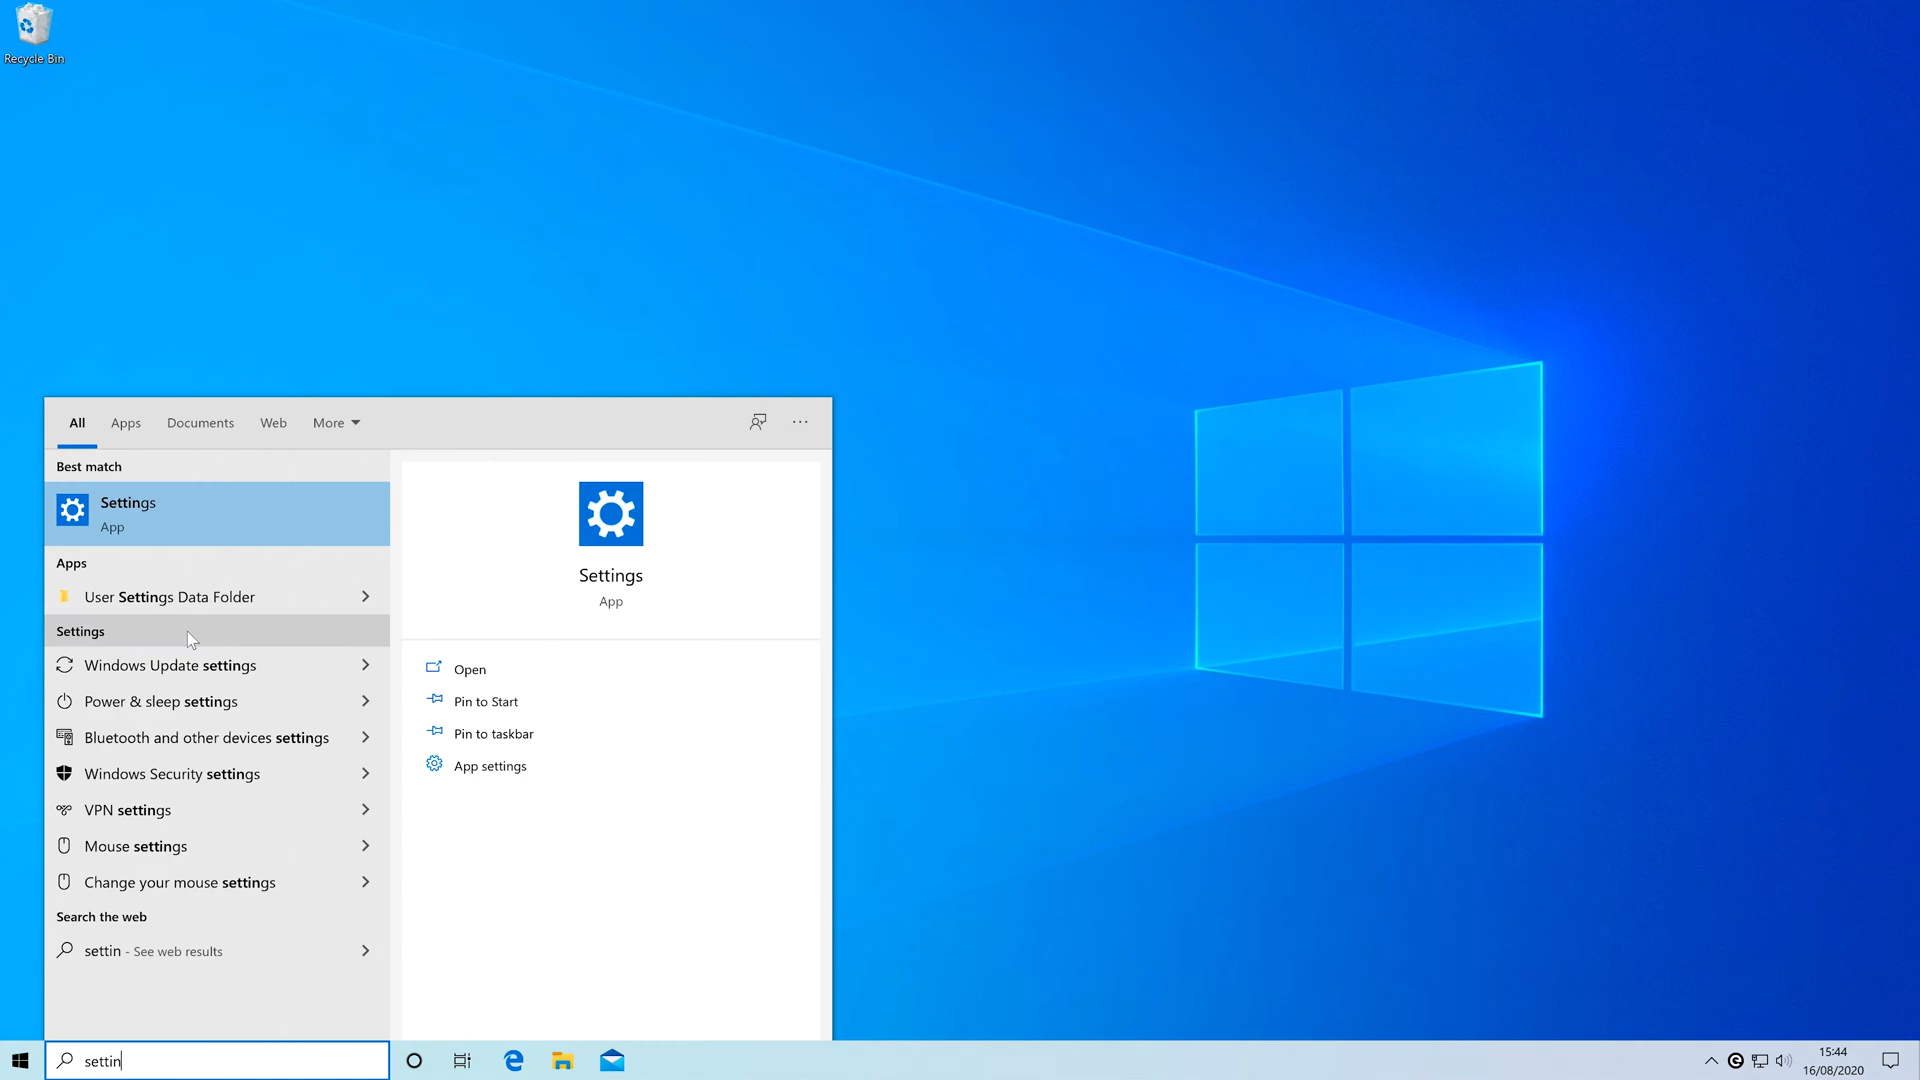 Recycle Bin
All Apps Documents Web More
Best match
Settings
App
Apps
User Settings Data Folder
Settings
Windows Update settings
Power & sleep settings
Bluetooth and other devices settings
Windows Security settings
VPN settings
Mouse settings
Change your mouse settings
Search the web
settin - See web results
Settings
App
Open
Pin to Start
Pin to taskbar
App settings
settin
15:44
16/08/2020